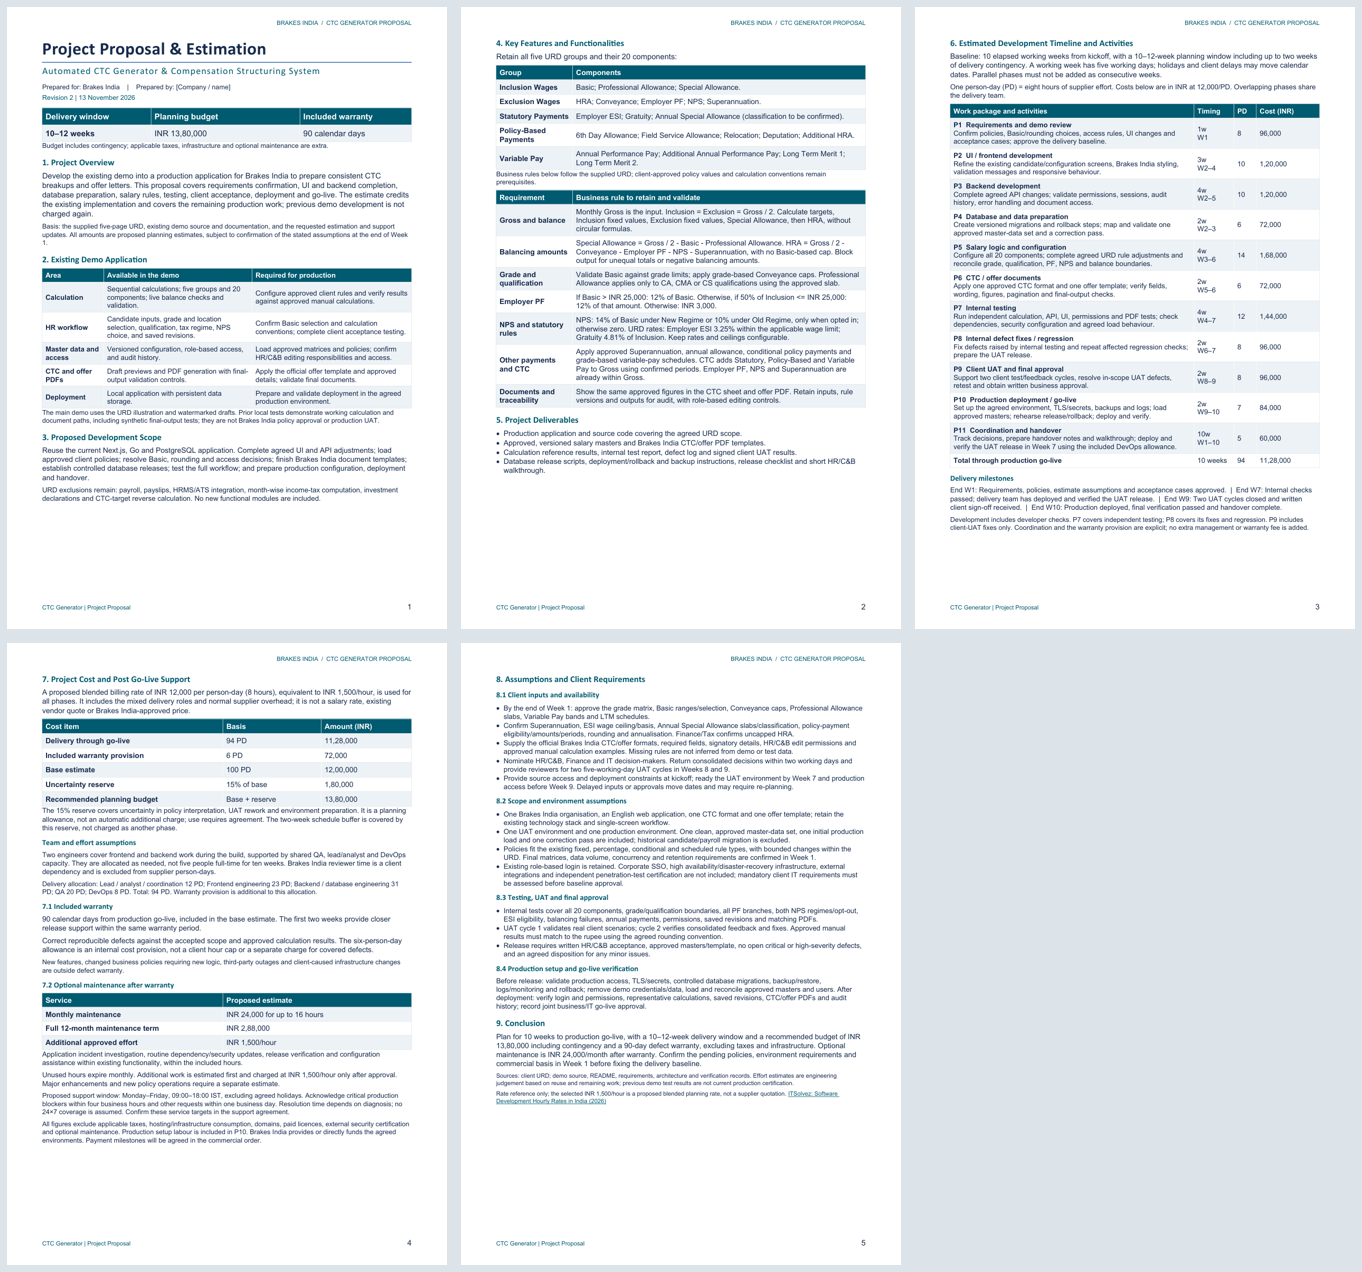 BRAKES INDIA / CTC GENERATOR PROPOSAL
Project Proposal & Estimation
Automated CTC Generator & Compensation Structuring System
Prepared for: Brakes India | Prepared by: [Company / name]
Revision 2 | 13 November 2026
Delivery window Planning budget Included warranty
10–12 weeks INR 13,80,000 90 calendar days
Budget includes contingency; applicable taxes, infrastructure and optional maintenance are extra.
1. Project Overview
Develop the existing demo into a production application for Brakes India to prepare consistent CTC
breakups and offer letters. This proposal covers requirements confirmation, UI and backend completion,
database preparation, salary rules, testing, client acceptance, deployment and go-live. The estimate credits
the existing implementation and covers the remaining production work; previous demo development is not
charged again.
Basis: the supplied five-page URD, existing demo source and documentation, and the requested estimation and support
updates. All amounts are proposed planning estimates, subject to confirmation of the stated assumptions at the end of Week
1.
2. Existing Demo Application
Area Available in the demo Required for production
Calculation
Sequential calculations; five groups and 20
components; live balance checks and
validation.
Configure approved client rules and verify results
against approved manual calculations.
HR workflow
Candidate inputs, grade and location
selection, qualification, tax regime, NPS
choice, and saved revisions.
Confirm Basic selection and calculation
conventions; complete client acceptance testing.
Master data and
access
Versioned configuration, role-based access,
and audit history.
Load approved matrices and policies; confirm
HR/C&B editing responsibilities and access.
CTC and offer
PDFs
Draft previews and PDF generation with final-
output validation controls.
Apply the official offer template and approved
details; validate final documents.
Deployment
Local application with persistent data
storage.
Prepare and validate deployment in the agreed
production environment.
The main demo uses the URD illustration and watermarked drafts. Prior local tests demonstrate working calculation and
document paths, including synthetic final-output tests; they are not Brakes India policy approval or production UAT.
3. Proposed Development Scope
Reuse the current Next.js, Go and PostgreSQL application. Complete agreed UI and API adjustments; load
approved client policies; resolve Basic, rounding and access decisions; finish Brakes India document templates;
establish controlled database releases; test the full workflow; and prepare production configuration, deployment
and handover.
URD exclusions remain: payroll, payslips, HRMS/ATS integration, month-wise income-tax computation, investment
declarations and CTC-target reverse calculation. No new functional modules are included.
CTC Generator | Project Proposal 1
BRAKES INDIA / CTC GENERATOR PROPOSAL
4. Key Features and Functionalities
Retain all five URD groups and their 20 components:
Group Components
Inclusion Wages Basic; Professional Allowance; Special Allowance.
Exclusion Wages HRA; Conveyance; Employer PF; NPS; Superannuation.
Statutory Payments Employer ESI; Gratuity; Annual Special Allowance (classification to be confirmed).
Policy-Based
Payments
6th Day Allowance; Field Service Allowance; Relocation; Deputation; Additional HRA.
Variable Pay
Annual Performance Pay; Additional Annual Performance Pay; Long Term Merit 1;
Long Term Merit 2.
Business rules below follow the supplied URD; client-approved policy values and calculation conventions remain
prerequisites.
Requirement Business rule to retain and validate
Gross and balance
Monthly Gross is the input. Inclusion = Exclusion = Gross / 2. Calculate targets,
Inclusion fixed values, Exclusion fixed values, Special Allowance, then HRA, without
circular formulas.
Balancing amounts
Special Allowance = Gross / 2 - Basic - Professional Allowance. HRA = Gross / 2 -
Conveyance - Employer PF - NPS - Superannuation, with no Basic-based cap. Block
output for unequal totals or negative balancing amounts.
Grade and
qualification
Validate Basic against grade limits; apply grade-based Conveyance caps. Professional
Allowance applies only to CA, CMA or CS qualifications using the approved slab.
Employer PF
If Basic > INR 25,000: 12% of Basic. Otherwise, if 50% of Inclusion <= INR 25,000:
12% of that amount. Otherwise: INR 3,000.
NPS and statutory
rules
NPS: 14% of Basic under New Regime or 10% under Old Regime, only when opted in;
otherwise zero. URD rates: Employer ESI 3.25% within the applicable wage limit;
Gratuity 4.81% of Inclusion. Keep rates and ceilings configurable.
Other payments
and CTC
Apply approved Superannuation, annual allowance, conditional policy payments and
grade-based variable-pay schedules. CTC adds Statutory, Policy-Based and Variable
Pay to Gross using confirmed periods. Employer PF, NPS and Superannuation are
already within Gross.
Documents and
traceability
Show the same approved figures in the CTC sheet and offer PDF. Retain inputs, rule
versions and outputs for audit, with role-based editing controls.
5. Project Deliverables
• Production application and source code covering the agreed URD scope.
• Approved, versioned salary masters and Brakes India CTC/offer PDF templates.
• Calculation reference results, internal test report, defect log and signed client UAT results.
• Database release scripts, deployment/rollback and backup instructions, release checklist and short HR/C&B
walkthrough.
CTC Generator | Project Proposal 2
BRAKES INDIA / CTC GENERATOR PROPOSAL
6. Estimated Development Timeline and Activities
Baseline: 10 elapsed working weeks from kickoff, with a 10–12-week planning window including up to two weeks
of delivery contingency. A working week has five working days; holidays and client delays may move calendar
dates. Parallel phases must not be added as consecutive weeks.
One person-day (PD) = eight hours of supplier effort. Costs below are in INR at 12,000/PD. Overlapping phases share
the delivery team.
Work package and activities Timing PD Cost (INR)
P1 Requirements and demo review
Confirm policies, Basic/rounding choices, access rules, UI changes and
acceptance cases; approve the delivery baseline.
1w
W1
8 96,000
P2 UI / frontend development
Refine the existing candidate/configuration screens, Brakes India styling,
validation messages and responsive behaviour.
3w
W2–4
10 1,20,000
P3 Backend development
Complete agreed API changes; validate permissions, sessions, audit
history, error handling and document access.
4w
W2–5
10 1,20,000
P4 Database and data preparation
Create versioned migrations and rollback steps; map and validate one
approved master-data set and a correction pass.
2w
W2–3
6 72,000
P5 Salary logic and configuration
Configure all 20 components; complete agreed URD rule adjustments and
reconcile grade, qualification, PF, NPS and balance boundaries.
4w
W3–6
14 1,68,000
P6 CTC / offer documents
Apply one approved CTC format and one offer template; verify fields,
wording, figures, pagination and final-output checks.
2w
W5–6
6 72,000
P7 Internal testing
Run independent calculation, API, UI, permissions and PDF tests; check
dependencies, security configuration and agreed load behaviour.
4w
W4–7
12 1,44,000
P8 Internal defect fixes / regression
Fix defects raised by internal testing and repeat affected regression checks;
prepare the UAT release.
2w
W6–7
8 96,000
P9 Client UAT and final approval
Support two client test/feedback cycles, resolve in-scope UAT defects,
retest and obtain written business approval.
2w
W8–9
8 96,000
P10 Production deployment / go-live
Set up the agreed environment, TLS/secrets, backups and logs; load
approved masters; rehearse release/rollback; deploy and verify.
2w
W9–10
7 84,000
P11 Coordination and handover
Track decisions, prepare handover notes and walkthrough; deploy and
verify the UAT release in Week 7 using the included DevOps allowance.
10w
W1–10
5 60,000
Total through production go-live 10 weeks 94 11,28,000
Delivery milestones
End W1: Requirements, policies, estimate assumptions and acceptance cases approved. | End W7: Internal checks
passed; delivery team has deployed and verified the UAT release. | End W9: Two UAT cycles closed and written
client sign-off received. | End W10: Production deployed, final verification passed and handover complete.
Development includes developer checks. P7 covers independent testing; P8 covers its fixes and regression. P9 includes
client-UAT fixes only. Coordination and the warranty provision are explicit; no extra management or warranty fee is added.
CTC Generator | Project Proposal 3
BRAKES INDIA / CTC GENERATOR PROPOSAL
7. Project Cost and Post Go-Live Support
A proposed blended billing rate of INR 12,000 per person-day (8 hours), equivalent to INR 1,500/hour, is used for
all phases. It includes the mixed delivery roles and normal supplier overhead; it is not a salary rate, existing
vendor quote or Brakes India-approved price.
Cost item Basis Amount (INR)
Delivery through go-live 94 PD 11,28,000
Included warranty provision 6 PD 72,000
Base estimate 100 PD 12,00,000
Uncertainty reserve 15% of base 1,80,000
Recommended planning budget Base + reserve 13,80,000
The 15% reserve covers uncertainty in policy interpretation, UAT rework and environment preparation. It is a planning
allowance, not an automatic additional charge; use requires agreement. The two-week schedule buffer is covered by
this reserve, not charged as another phase.
Team and effort assumptions
Two engineers cover frontend and backend work during the build, supported by shared QA, lead/analyst and DevOps
capacity. They are allocated as needed, not five people full-time for ten weeks. Brakes India reviewer time is a client
dependency and is excluded from supplier person-days.
Delivery allocation: Lead / analyst / coordination 12 PD; Frontend engineering 23 PD; Backend / database engineering 31
PD; QA 20 PD; DevOps 8 PD. Total: 94 PD. Warranty provision is additional to this allocation.
7.1 Included warranty
90 calendar days from production go-live, included in the base estimate. The first two weeks provide closer
release support within the same warranty period.
Correct reproducible defects against the accepted scope and approved calculation results. The six-person-day
allowance is an internal cost provision, not a client hour cap or a separate charge for covered defects.
New features, changed business policies requiring new logic, third-party outages and client-caused infrastructure changes
are outside defect warranty.
7.2 Optional maintenance after warranty
Service Proposed estimate
Monthly maintenance INR 24,000 for up to 16 hours
Full 12-month maintenance term INR 2,88,000
Additional approved effort INR 1,500/hour
Application incident investigation, routine dependency/security updates, release verification and configuration
assistance within existing functionality, within the included hours.
Unused hours expire monthly. Additional work is estimated first and charged at INR 1,500/hour only after approval.
Major enhancements and new policy operations require a separate estimate.
Proposed support window: Monday–Friday, 09:00–18:00 IST, excluding agreed holidays. Acknowledge critical production
blockers within four business hours and other requests within one business day. Resolution time depends on diagnosis; no
24×7 coverage is assumed. Confirm these service targets in the support agreement.
All figures exclude applicable taxes, hosting/infrastructure consumption, domains, paid licences, external security certification
and optional maintenance. Production setup labour is included in P10. Brakes India provides or directly funds the agreed
environments. Payment milestones will be agreed in the commercial order.
CTC Generator | Project Proposal 4
BRAKES INDIA / CTC GENERATOR PROPOSAL
8. Assumptions and Client Requirements
8.1 Client inputs and availability
• By the end of Week 1: approve the grade matrix, Basic ranges/selection, Conveyance caps, Professional Allowance
slabs, Variable Pay bands and LTM schedules.
• Confirm Superannuation, ESI wage ceiling/basis, Annual Special Allowance slabs/classification, policy-payment
eligibility/amounts/periods, rounding and annualisation. Finance/Tax confirms uncapped HRA.
• Supply the official Brakes India CTC/offer formats, required fields, signatory details, HR/C&B edit permissions and
approved manual calculation examples. Missing rules are not inferred from demo or test data.
• Nominate HR/C&B, Finance and IT decision-makers. Return consolidated decisions within two working days and
provide reviewers for two five-working-day UAT cycles in Weeks 8 and 9.
• Provide source access and deployment constraints at kickoff; ready the UAT environment by Week 7 and production
access before Week 9. Delayed inputs or approvals move dates and may require re-planning.
8.2 Scope and environment assumptions
• One Brakes India organisation, an English web application, one CTC format and one offer template; retain the
existing technology stack and single-screen workflow.
• One UAT environment and one production environment. One clean, approved master-data set, one initial production
load and one correction pass are included; historical candidate/payroll migration is excluded.
• Policies fit the existing fixed, percentage, conditional and scheduled rule types, with bounded changes within the
URD. Final matrices, data volume, concurrency and retention requirements are confirmed in Week 1.
• Existing role-based login is retained. Corporate SSO, high availability/disaster-recovery infrastructure, external
integrations and independent penetration-test certification are not included; mandatory client IT requirements must
be assessed before baseline approval.
8.3 Testing, UAT and final approval
• Internal tests cover all 20 components, grade/qualification boundaries, all PF branches, both NPS regimes/opt-out,
ESI eligibility, balancing failures, annual payments, permissions, saved revisions and matching PDFs.
• UAT cycle 1 validates real client scenarios; cycle 2 verifies consolidated feedback and fixes. Approved manual
results must match to the rupee using the agreed rounding convention.
• Release requires written HR/C&B acceptance, approved masters/template, no open critical or high-severity defects,
and an agreed disposition for any minor issues.
8.4 Production setup and go-live verification
Before release: validate production access, TLS/secrets, controlled database migrations, backup/restore,
logs/monitoring and rollback; remove demo credentials/data, load and reconcile approved masters and users. After
deployment: verify login and permissions, representative calculations, saved revisions, CTC/offer PDFs and audit
history; record joint business/IT go-live approval.
9. Conclusion
Plan for 10 weeks to production go-live, with a 10–12-week delivery window and a recommended budget of INR
13,80,000 including contingency and a 90-day defect warranty, excluding taxes and infrastructure. Optional
maintenance is INR 24,000/month after warranty. Confirm the pending policies, environment requirements and
commercial basis in Week 1 before fixing the delivery baseline.
Sources: client URD; demo source, README, requirements, architecture and verification records. Effort estimates are engineering
judgement based on reuse and remaining work; previous demo test results are not current production certification.
Rate reference only; the selected INR 1,500/hour is a proposed blended planning rate, not a supplier quotation. ITSolvez: Software
Development Hourly Rates in India (2026)
CTC Generator | Project Proposal 5